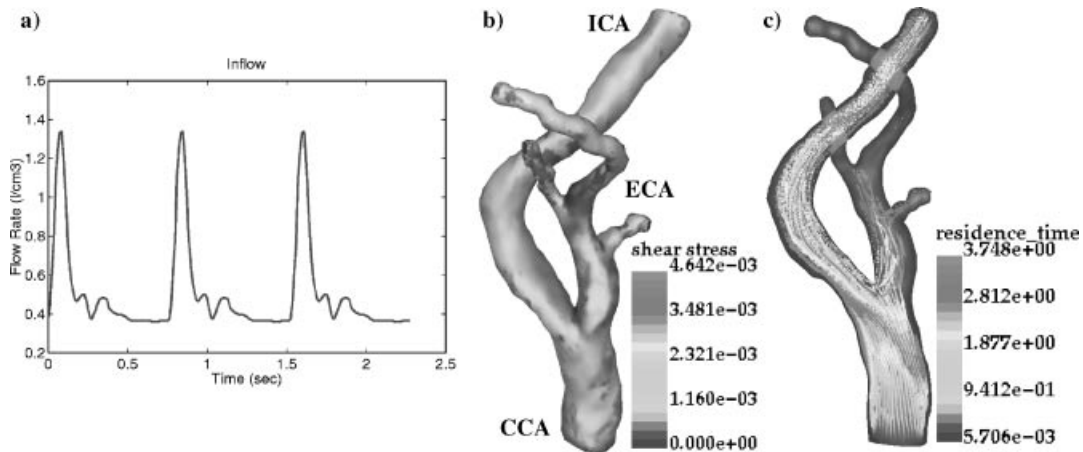 a)
Inflow
1.6
1.4
1.2
1
0.8
0.6
0.4
0.2
Flow Rate (l/cm3)
0
0.5
1
1.5
2
2.5
Time (sec)
b)
ICA
ECA
CCA
shear stress
4.642e-03
3.481e-03
2.321e-03
1.160e-03
0.000e+00
c)
residence_time
3.748e+00
2.812e+00
1.877e+00
9.412e-01
5.706e-03